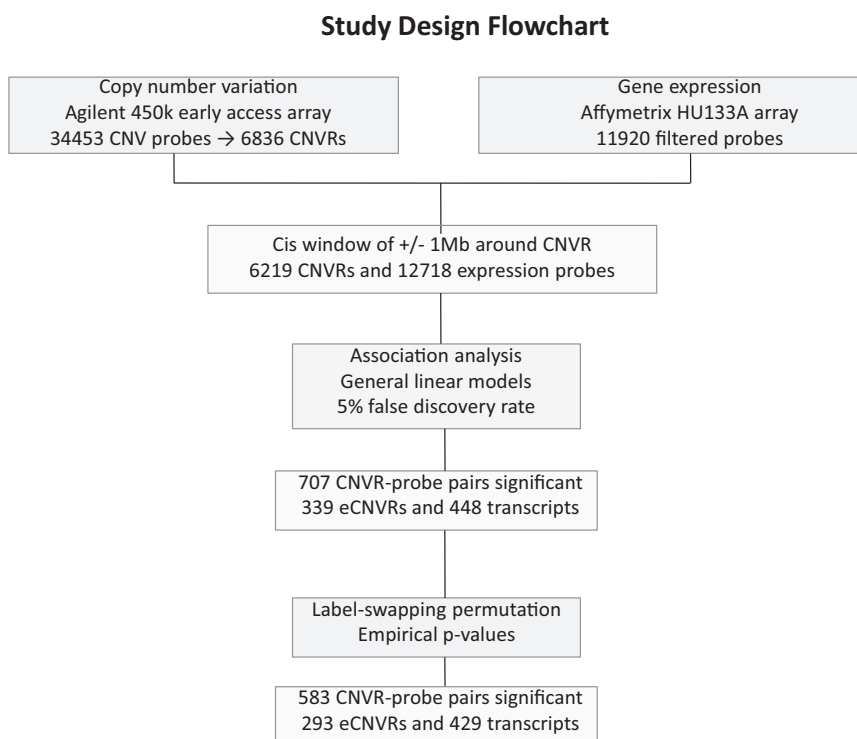 Study Design Flowchart
Copy number variation
Agilent 450k early access array
34453 CNV probes → 6836 CNVRs
Gene expression
Affymetrix HU133A array
11920 filtered probes
Cis window of +/- 1Mb around CNVR
6219 CNVRs and 12718 expression probes
Association analysis
General linear models
5% false discovery rate
707 CNVR-probe pairs significant
339 eCNVRs and 448 transcripts
Label-swapping permutation
Empirical p-values
583 CNVR-probe pairs significant
293 eCNVRs and 429 transcripts